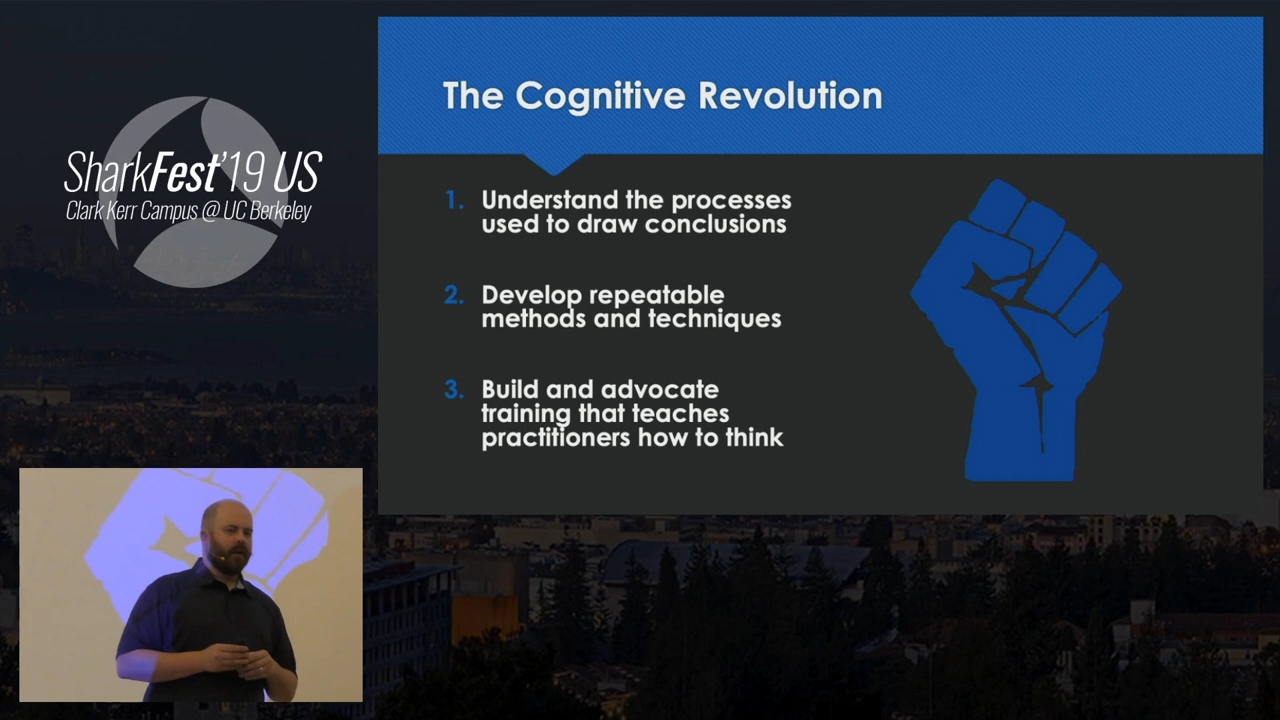 SharkFest'19 US
Clark Kerr Campus @ UC Berkeley
The Cognitive Revolution
1. Understand the processes
used to draw conclusions
2. Develop repeatable
methods and techniques
3. Build and advocate
training that teaches
practitioners how to think